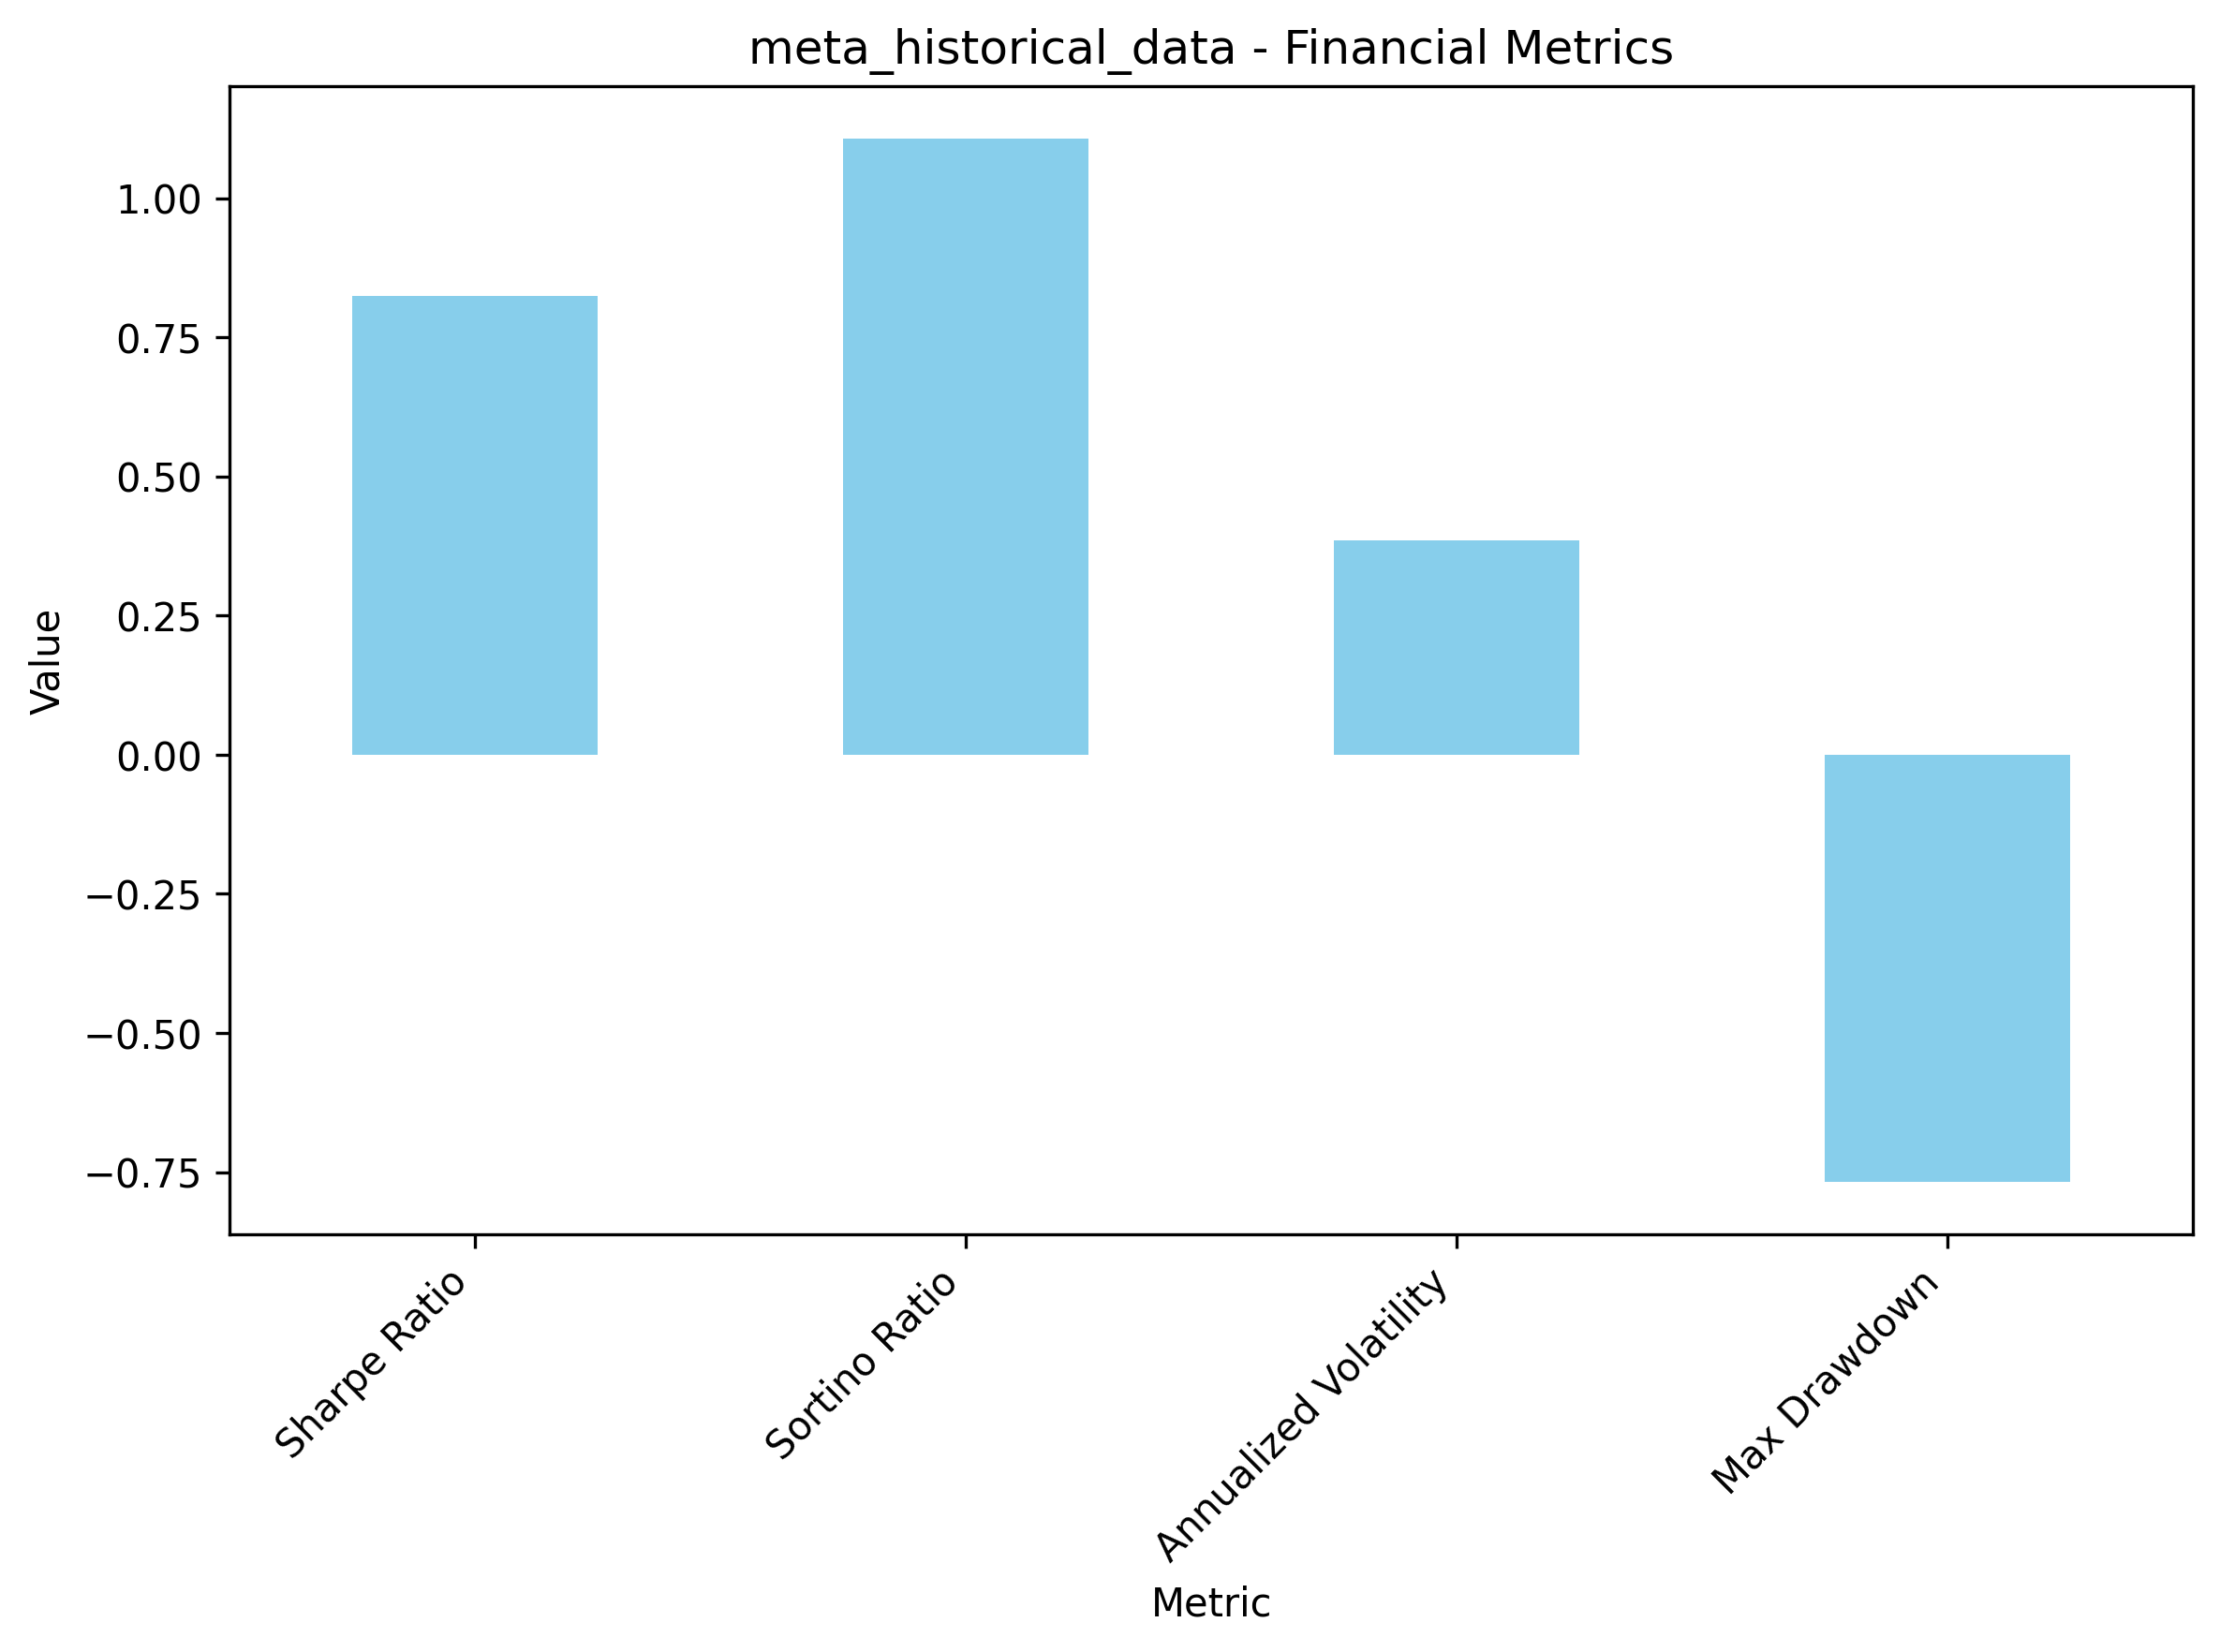 meta_historical_data - Financial Metrics
Value
1.00
0.75
0.50
0.25
0.00
−0.25
−0.50
−0.75
Sharpe Ratio
Sortino Ratio
Annualized Volatility
Max Drawdown
Metric